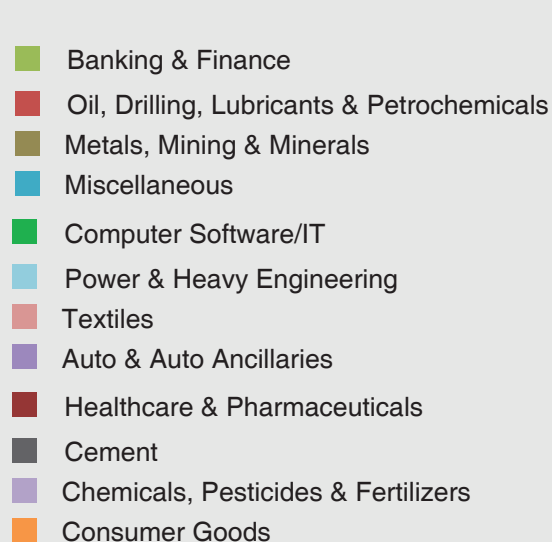 Banking & Finance
Oil, Drilling, Lubricants & Petrochemicals
Metals, Mining & Minerals
Miscellaneous
Computer Software/IT
Power & Heavy Engineering
Textiles
Auto & Auto Ancillaries
Healthcare & Pharmaceuticals
Cement
Chemicals, Pesticides & Fertilizers
Consumer Goods